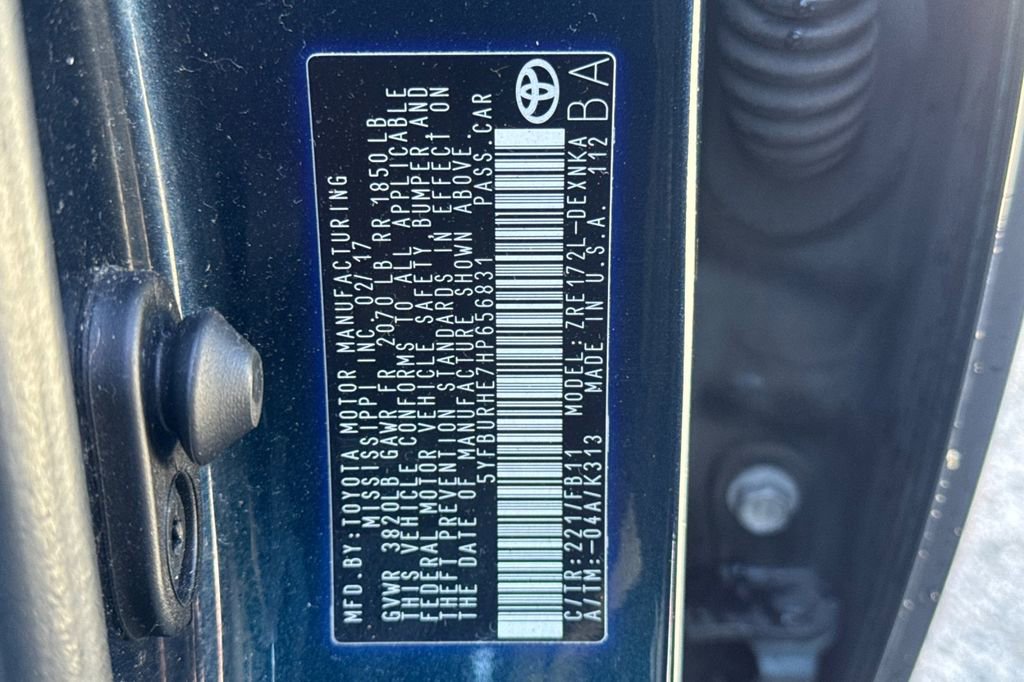 MFD.BY:TOYOTA MOTOR MANUFACTURING
MISSISSIPPI INC. 02/17
GVWR 3820LB GAWR FR 2070 LB RR 1850 LB
THIS VEHICLE CONFORMS TO ALL APPLICABLE
FEDERAL MOTOR VEHICLE SAFETY, BUMPER AND
THEFT PREVENTION STANDARDS IN EFFECT ON
THE DATE OF MANUFACTURE SHOWN ABOVE.
5YFBURHE7HP656831 PASS.CAR
C/TR:221/FB11 MODEL:ZRE172L-DEXNKA
A/TM:-04A/K313 MADE IN U.S.A. 112
BA